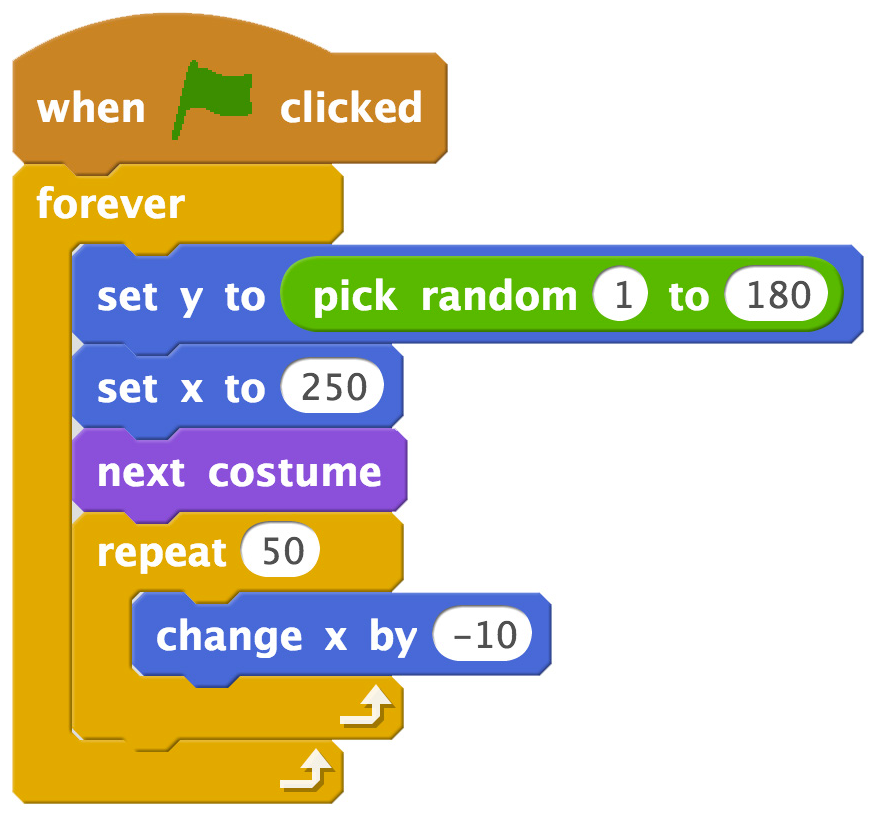 when clicked
forever
set y to pick random 1 to 180
set x to 250
next costume
repeat 50
change x by -10